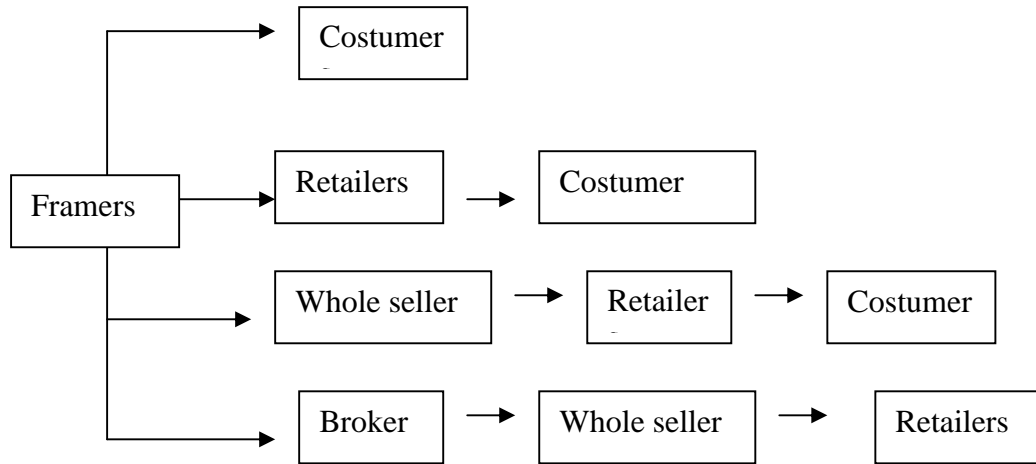 Costumer
Retailers
Costumer
Framers
Whole seller
Retailer
Costumer
Broker
Whole seller
Retailers